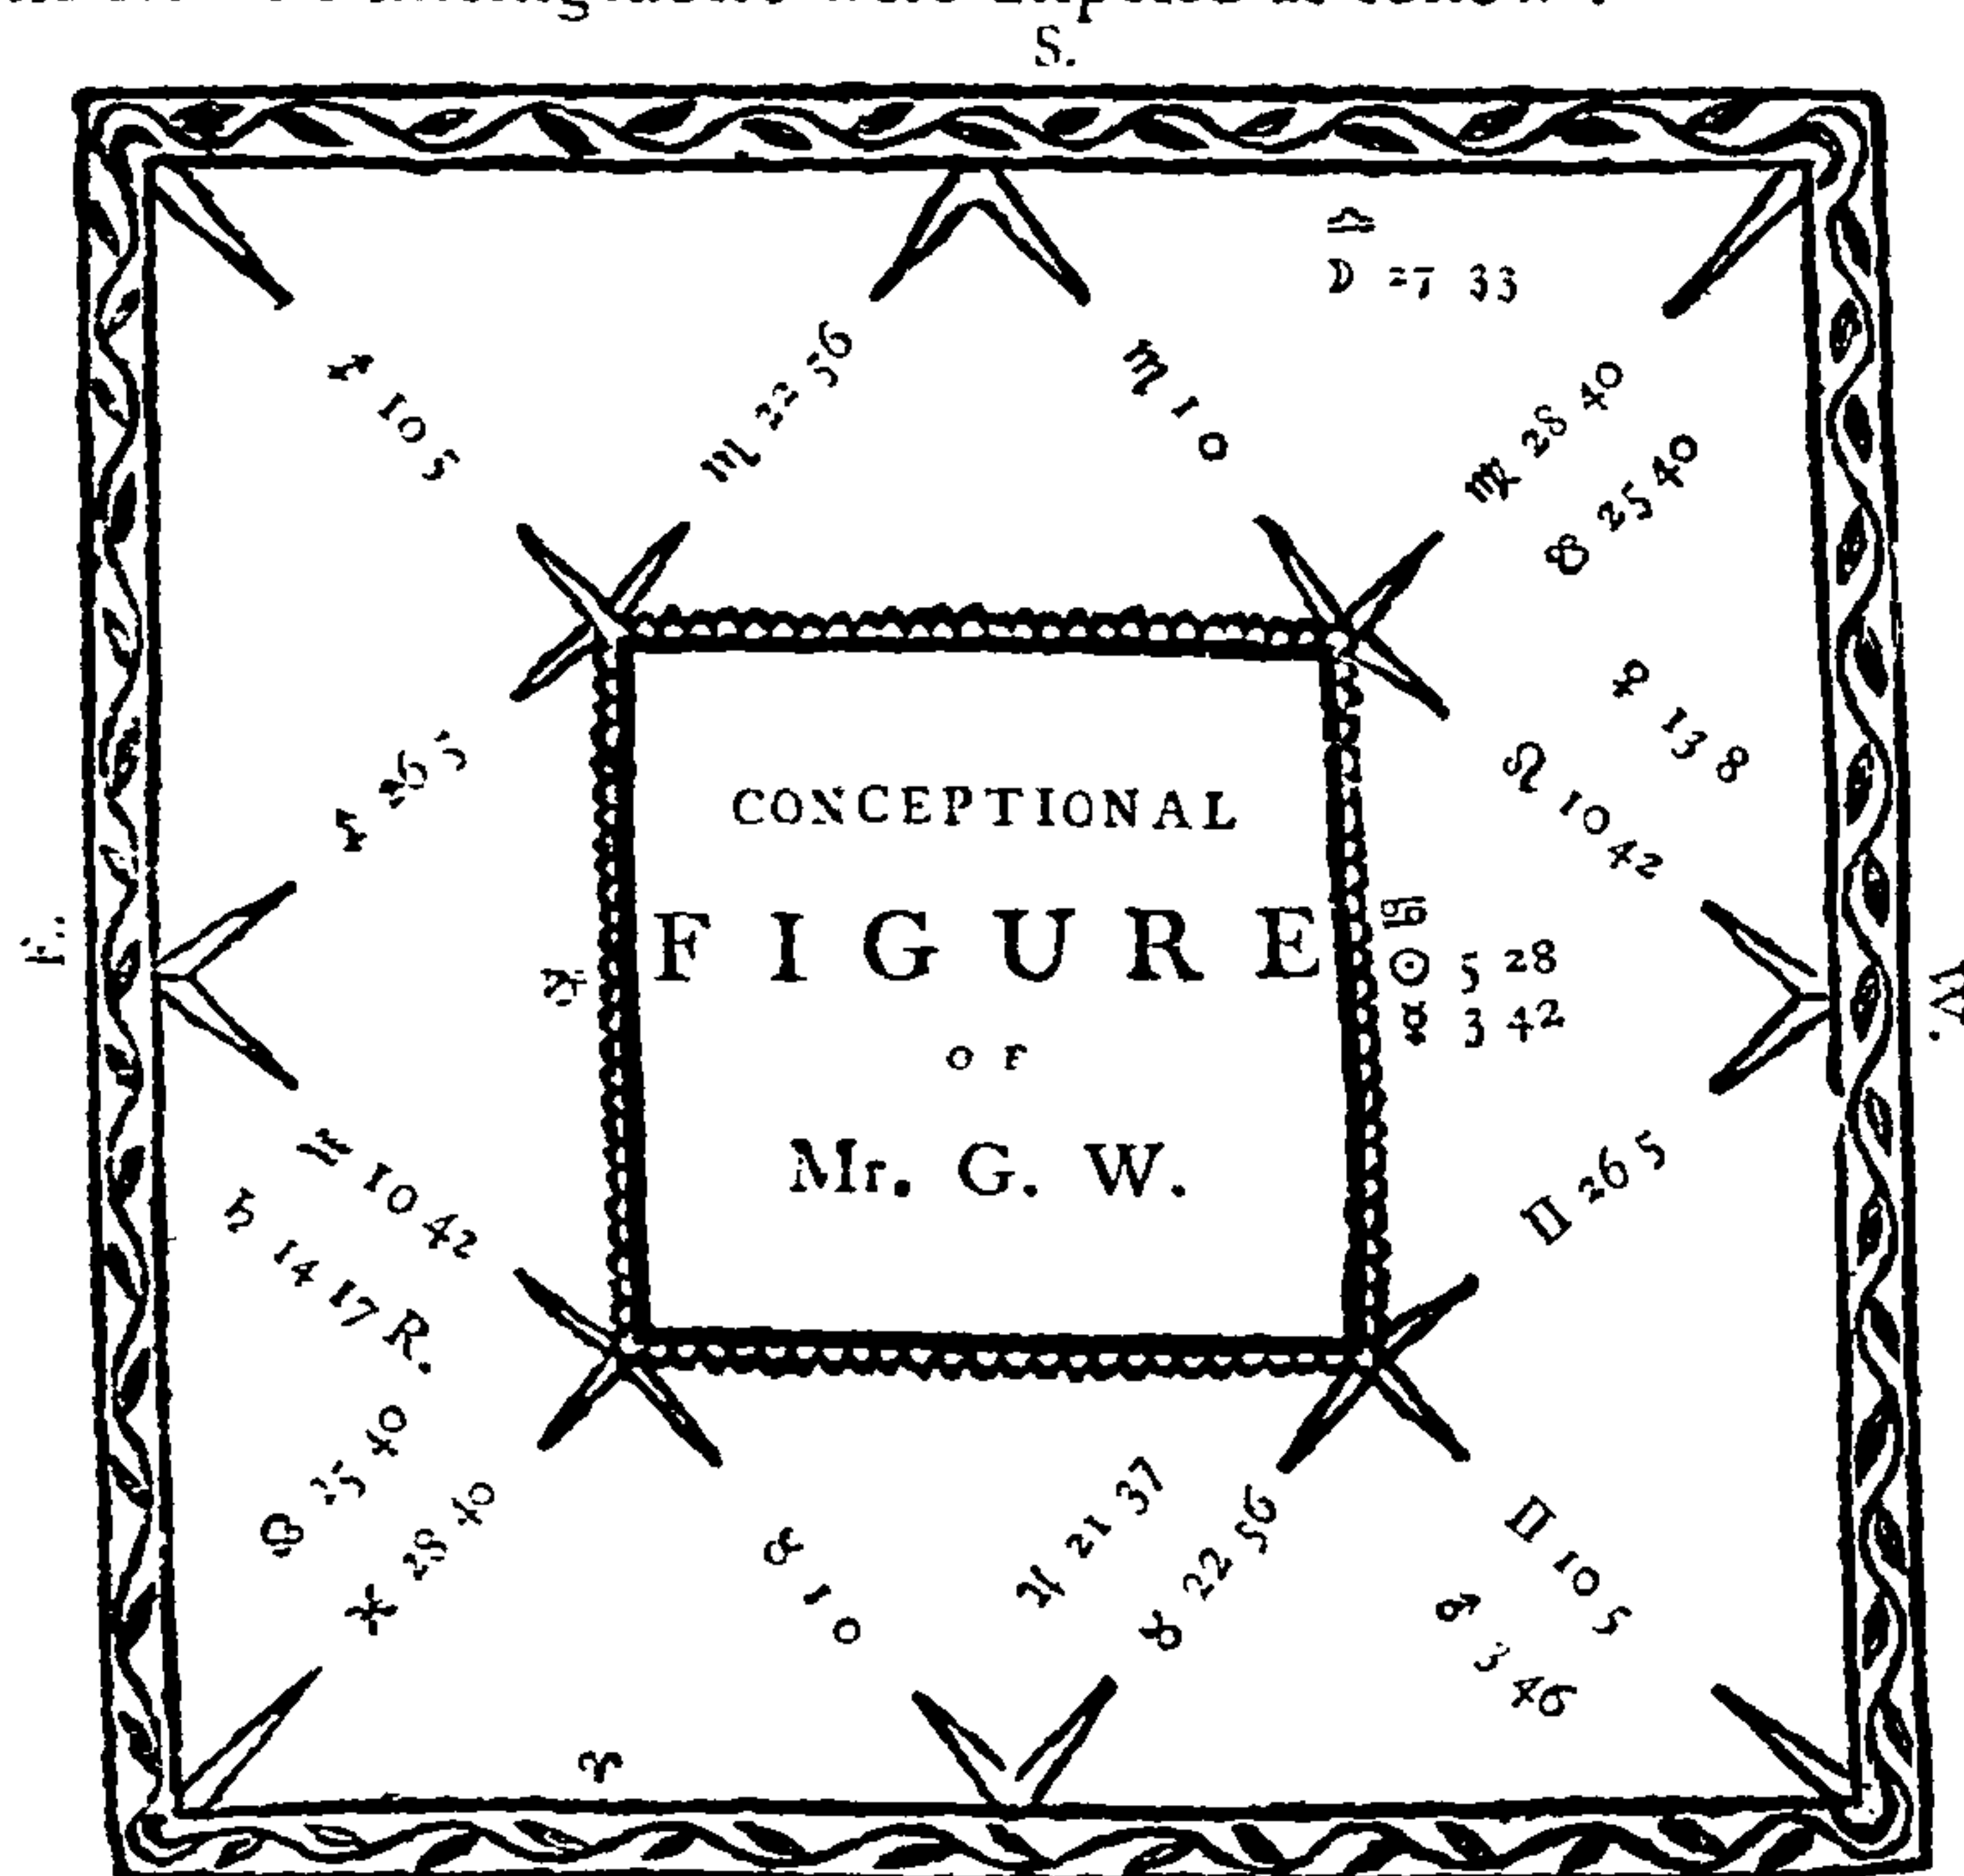 S.
♎
☽ 27 33
♐ 10 5
♏ 22 56
♏ 1 0
♍ 28 40
☋ 25 40
♐ 26 5
♀ 13 8
♌ 10 42
CONCEPTIONAL
FIGURE
OF
Mr. G. W.
E.
♑
♋
☉ 5 28
☿ 3 42
W.
♒ 10 42
♄ 14 17 R.
♊ 26 5
☊ 25 40
♓ 28 40
♉ 1 0
♃ 21 37
♉ 22 56
♊ 10 5
♂ 3 46
♈